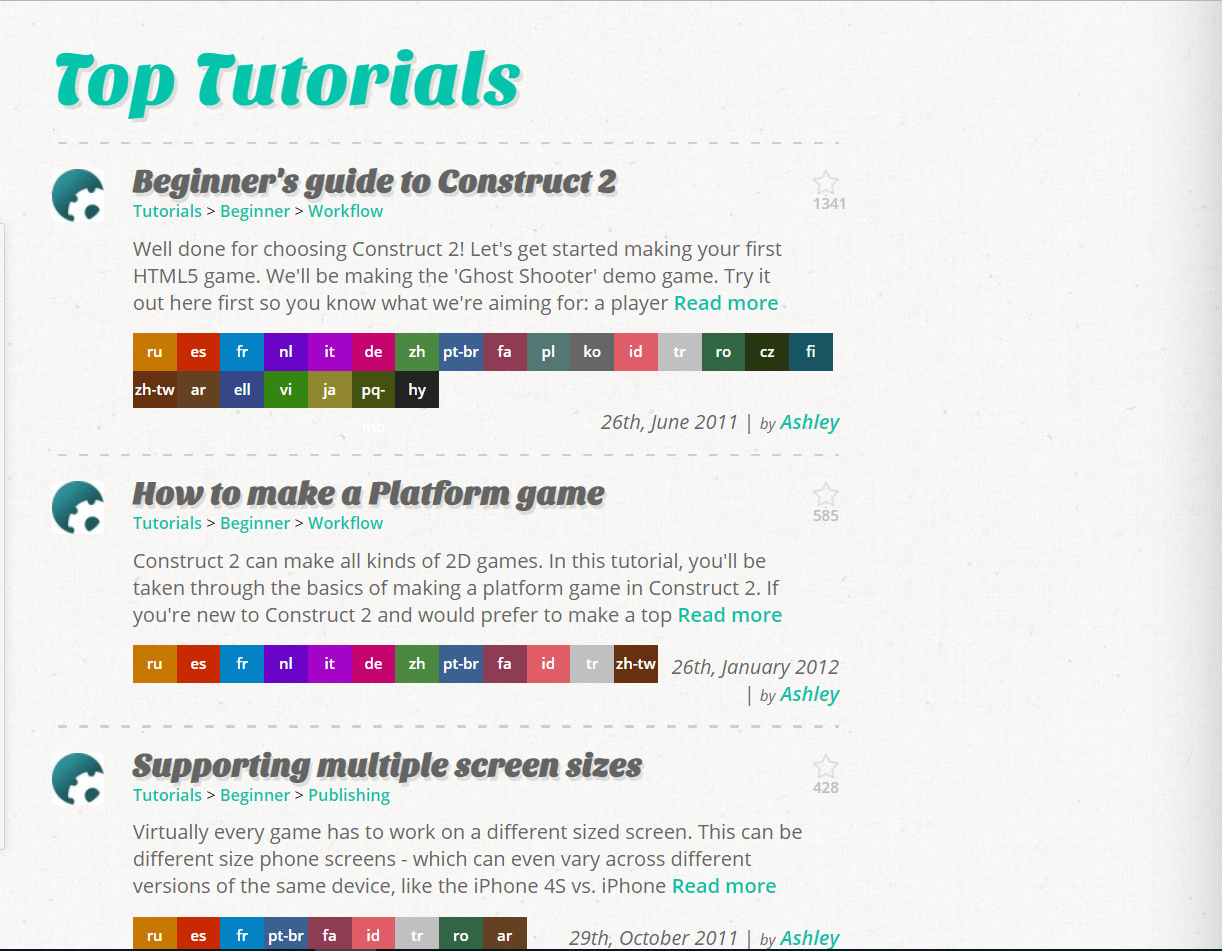 Top Tutorials
Beginner's guide to Construct 2
1341
Tutorials > Beginner > Workflow
Well done for choosing Construct 2! Let's get started making your first
HTML5 game. We'll be making the 'Ghost Shooter' demo game. Try it
out here first so you know what we're aiming for: a player Read more
ru es fr nl it de zh pt-br fa pl ko id tr ro cz fi
zh-tw ar ell vi ja pq- hy
mb
26th, June 2011 | by Ashley
How to make a Platform game
585
Tutorials > Beginner > Workflow
Construct 2 can make all kinds of 2D games. In this tutorial, you'll be
taken through the basics of making a platform game in Construct 2. If
you're new to Construct 2 and would prefer to make a top Read more
ru es fr nl it de zh pt-br fa id tr zh-tw 26th, January 2012
| by Ashley
Supporting multiple screen sizes
428
Tutorials > Beginner > Publishing
Virtually every game has to work on a different sized screen. This can be
different size phone screens - which can even vary across different
versions of the same device, like the iPhone 4S vs. iPhone Read more
ru es fr pt-br fa id tr ro ar 29th, October 2011 | by Ashley